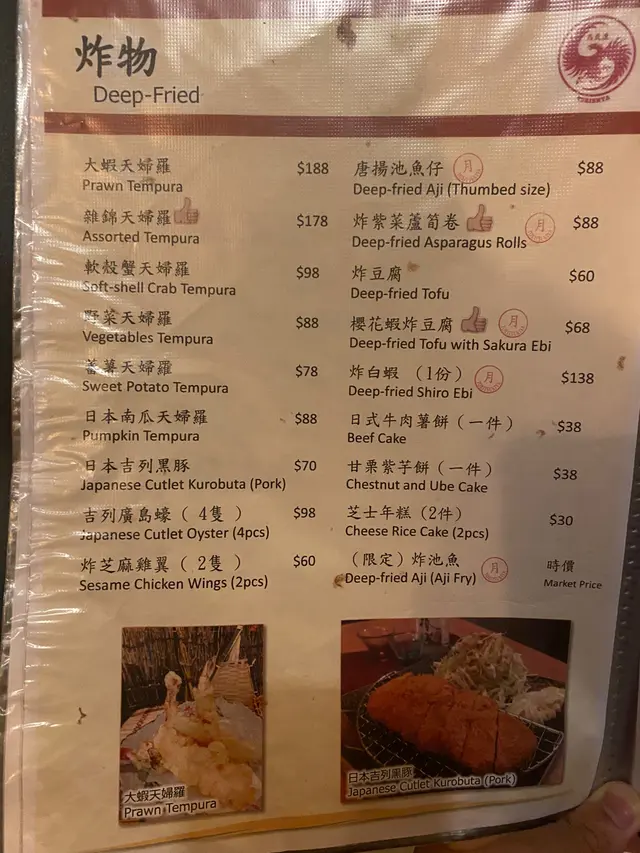 炸物
Deep-Fried
大蝦天婦羅 $188
Prawn Tempura
雜錦天婦羅 $178
Assorted Tempura
軟殼蟹天婦羅 $98
Soft-shell Crab Tempura
野菜天婦羅 $88
Vegetables Tempura
蕃薯天婦羅 $78
Sweet Potato Tempura
日本南瓜天婦羅 $88
Pumpkin Tempura
日本吉列黑豚 $70
Japanese Cutlet Kurobuta (Pork)
吉列廣島蠔（4隻） $98
Japanese Cutlet Oyster (4pcs)
炸芝麻雞翼（2隻） $60
Sesame Chicken Wings (2pcs)
唐揚池魚仔 月 $88
Deep-fried Aji (Thumbed size)
炸紫菜蘆筍卷 月 $88
Deep-fried Asparagus Rolls
炸豆腐 $60
Deep-fried Tofu
櫻花蝦炸豆腐 月 $68
Deep-fried Tofu with Sakura Ebi
炸白蝦（1份） 月 $138
Deep-fried Shiro Ebi
日式牛肉薯餅（一件） $38
Beef Cake
甘栗紫芋餅（一件） $38
Chestnut and Ube Cake
芝士年糕（2件） $30
Cheese Rice Cake (2pcs)
（限定）炸池魚 月 時價
Deep-fried Aji (Aji Fry) Market Price
大蝦天婦羅
Prawn Tempura
日本吉列黑豚
Japanese Cutlet Kurobuta (Pork)